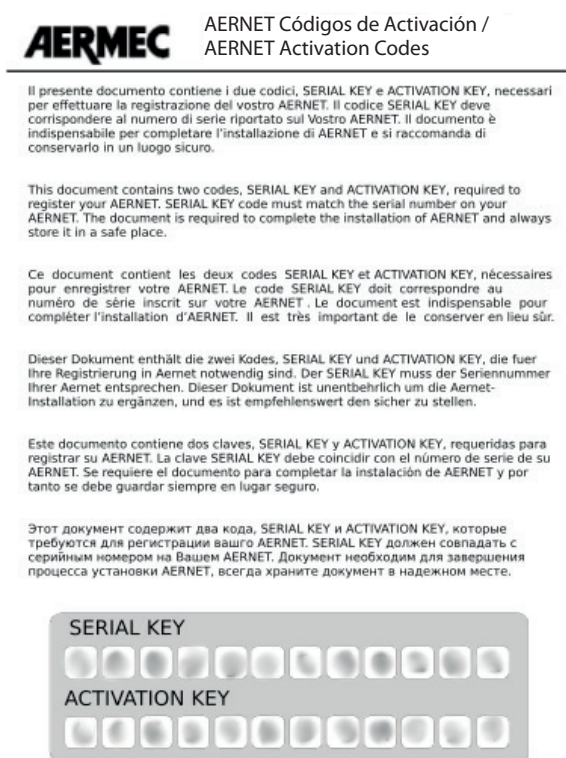 AERMEC
AERNET Códigos de Activación /
AERNET Activation Codes
Il presente documento contiene i due codici, SERIAL KEY e ACTIVATION KEY, necessari
per effettuare la registrazione del vostro AERNET. Il codice SERIAL KEY deve
corrispondere al numero di serie riportato sul Vostro AERNET. Il documento è
indispensabile per completare l'installazione di AERNET e si raccomanda di
conservarlo in un luogo sicuro.
This document contains two codes, SERIAL KEY and ACTIVATION KEY, required to
register your AERNET. SERIAL KEY code must match the serial number on your
AERNET. The document is required to complete the installation of AERNET and always
store it in a safe place.
Ce document contient les deux codes SERIAL KEY et ACTIVATION KEY, nécessaires
pour enregistrer votre AERNET. Le code SERIAL KEY doit correspondre au
numéro de série inscrit sur votre AERNET . Le document est indispensable pour
compléter l'installation d'AERNET. Il est très important de le conserver en lieu sûr.
Dieser Dokument enthält die zwei Kodes, SERIAL KEY und ACTIVATION KEY, die fuer
Ihre Registrierung in Aernet notwendig sind. Der SERIAL KEY muss der Seriennummer
Ihrer Aernet entsprechen. Dieser Dokument ist unentbehrlich um die Aernet-
Installation zu ergänzen, und es ist empfehlenswert den sicher zu stellen.
Este documento contiene dos claves, SERIAL KEY y ACTIVATION KEY, requeridas para
registrar su AERNET. La clave SERIAL KEY debe coincidir con el número de serie de su
AERNET. Se requiere el documento para completar la instalación de AERNET y por
tanto se debe guardar siempre en lugar seguro.
Этот документ содержит два кода, SERIAL KEY и ACTIVATION KEY, которые
требуются для регистрации вашго AERNET. SERIAL KEY должен совпадать с
серийным номером на Вашем AERNET. Документ необходим для завершения
процесса установки AERNET, всегда храните документ в надежном месте.
SERIAL KEY
ACTIVATION KEY